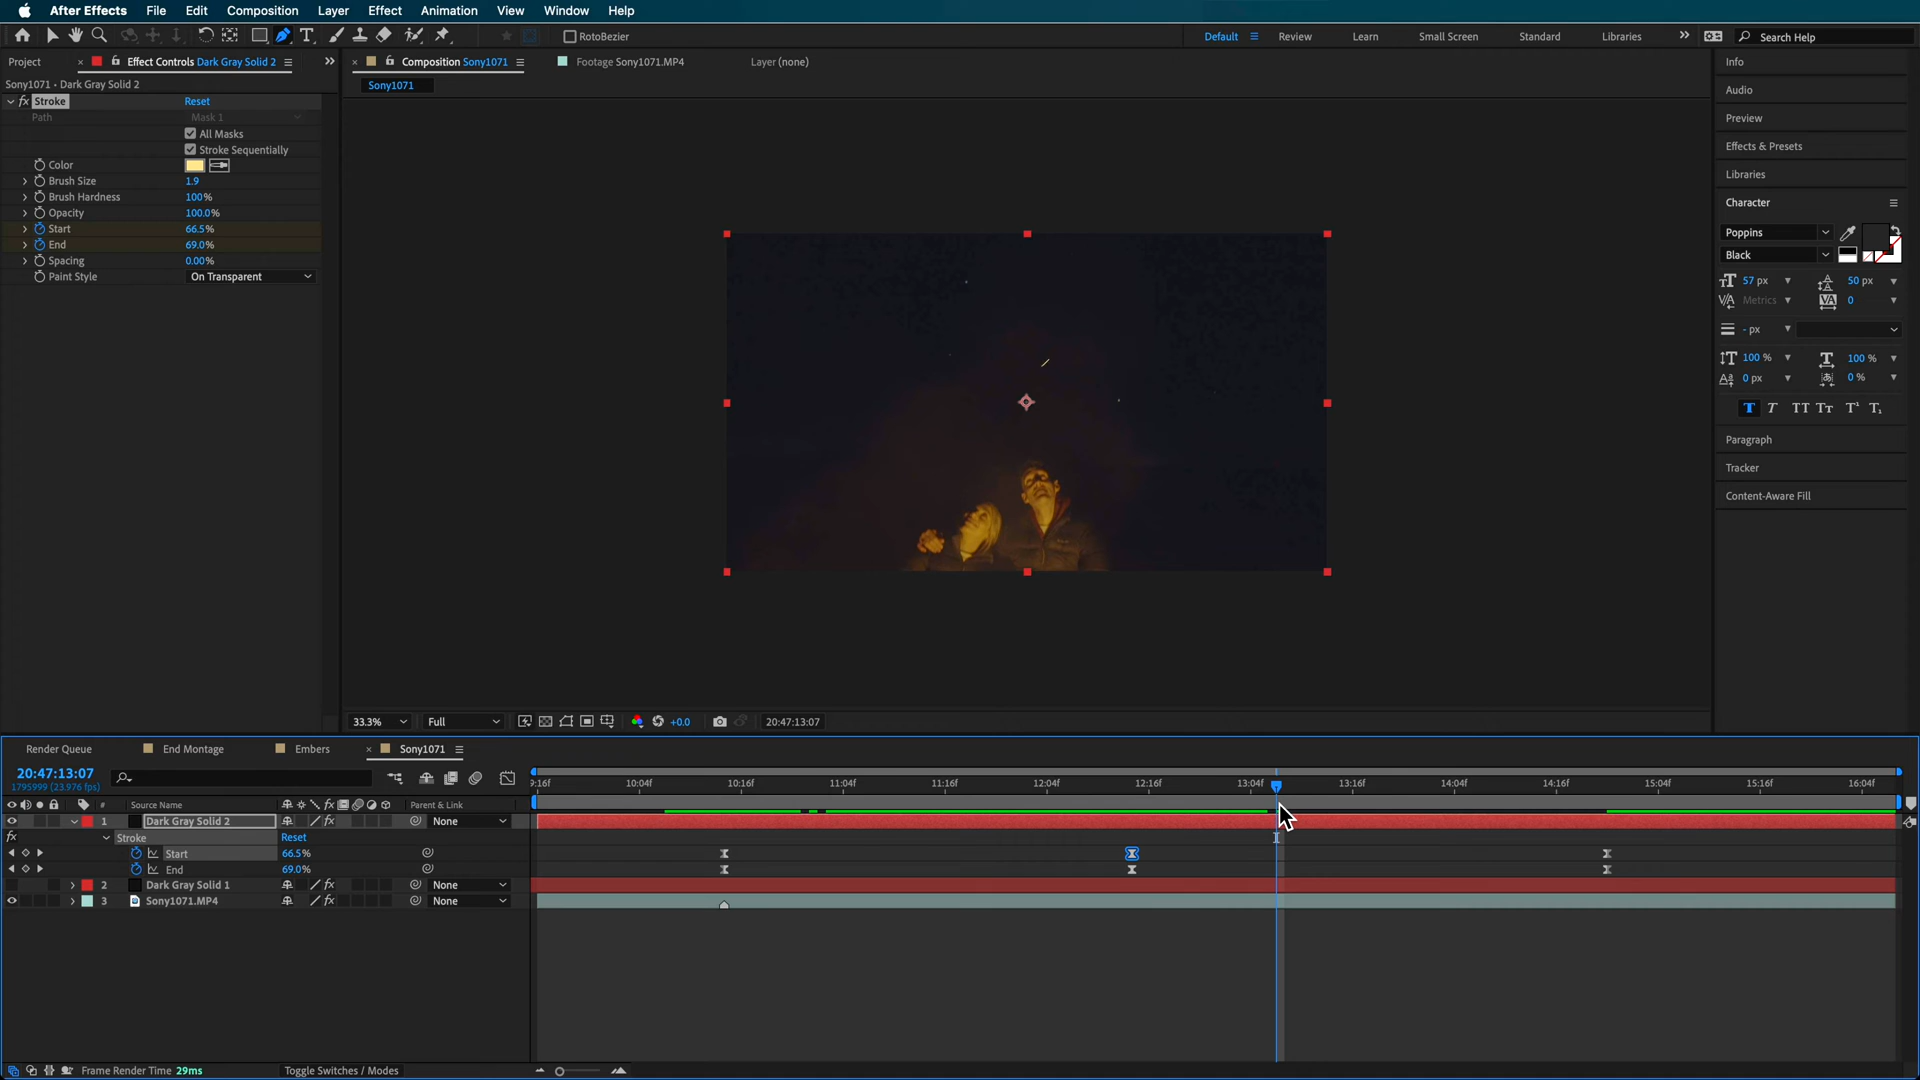 After Effects File Edit Composition Layer Effect Animation View Window Help
RotoBezier Default Review Learn Small Screen Standard Libraries Search Help
Project Effect Controls Dark Gray Solid 2 Composition Sony1071 Footage Sony1071.MP4 Layer (none) Info
Sony1071 • Dark Gray Solid 2 Sony1071
Audio
fx Stroke Reset
Path Mask 1
Preview
All Masks
Stroke Sequentially
Effects & Presets
Color
Libraries
Brush Size 1.9
Brush Hardness 100%
Character
Opacity 100.0%
Start 66.5%
Poppins
End 69.0%
Black
Spacing 0.00%
Paint Style On Transparent
57 px 50 px
Metrics 0
- px
100 % 100 %
0 px 0 %
T T TT Tт T¹ T₁
Paragraph
Tracker
Content-Aware Fill
33.3% Full +0.0 20:47:13:07
Render Queue End Montage Embers Sony1071
20:47:13:07
1795999 (23.976 fps)
9:16f 10:04f 10:16f 11:04f 11:16f 12:04f 12:16f 13:04f 13:16f 14:04f 14:16f 15:04f 15:16f 16:04f
# Source Name fx Parent & Link
1 Dark Gray Solid 2 fx None
fx Stroke Reset
Start 66.5%
End 69.0%
2 Dark Gray Solid 1 fx None
3 Sony1071.MP4 fx None
Frame Render Time 29ms Toggle Switches / Modes